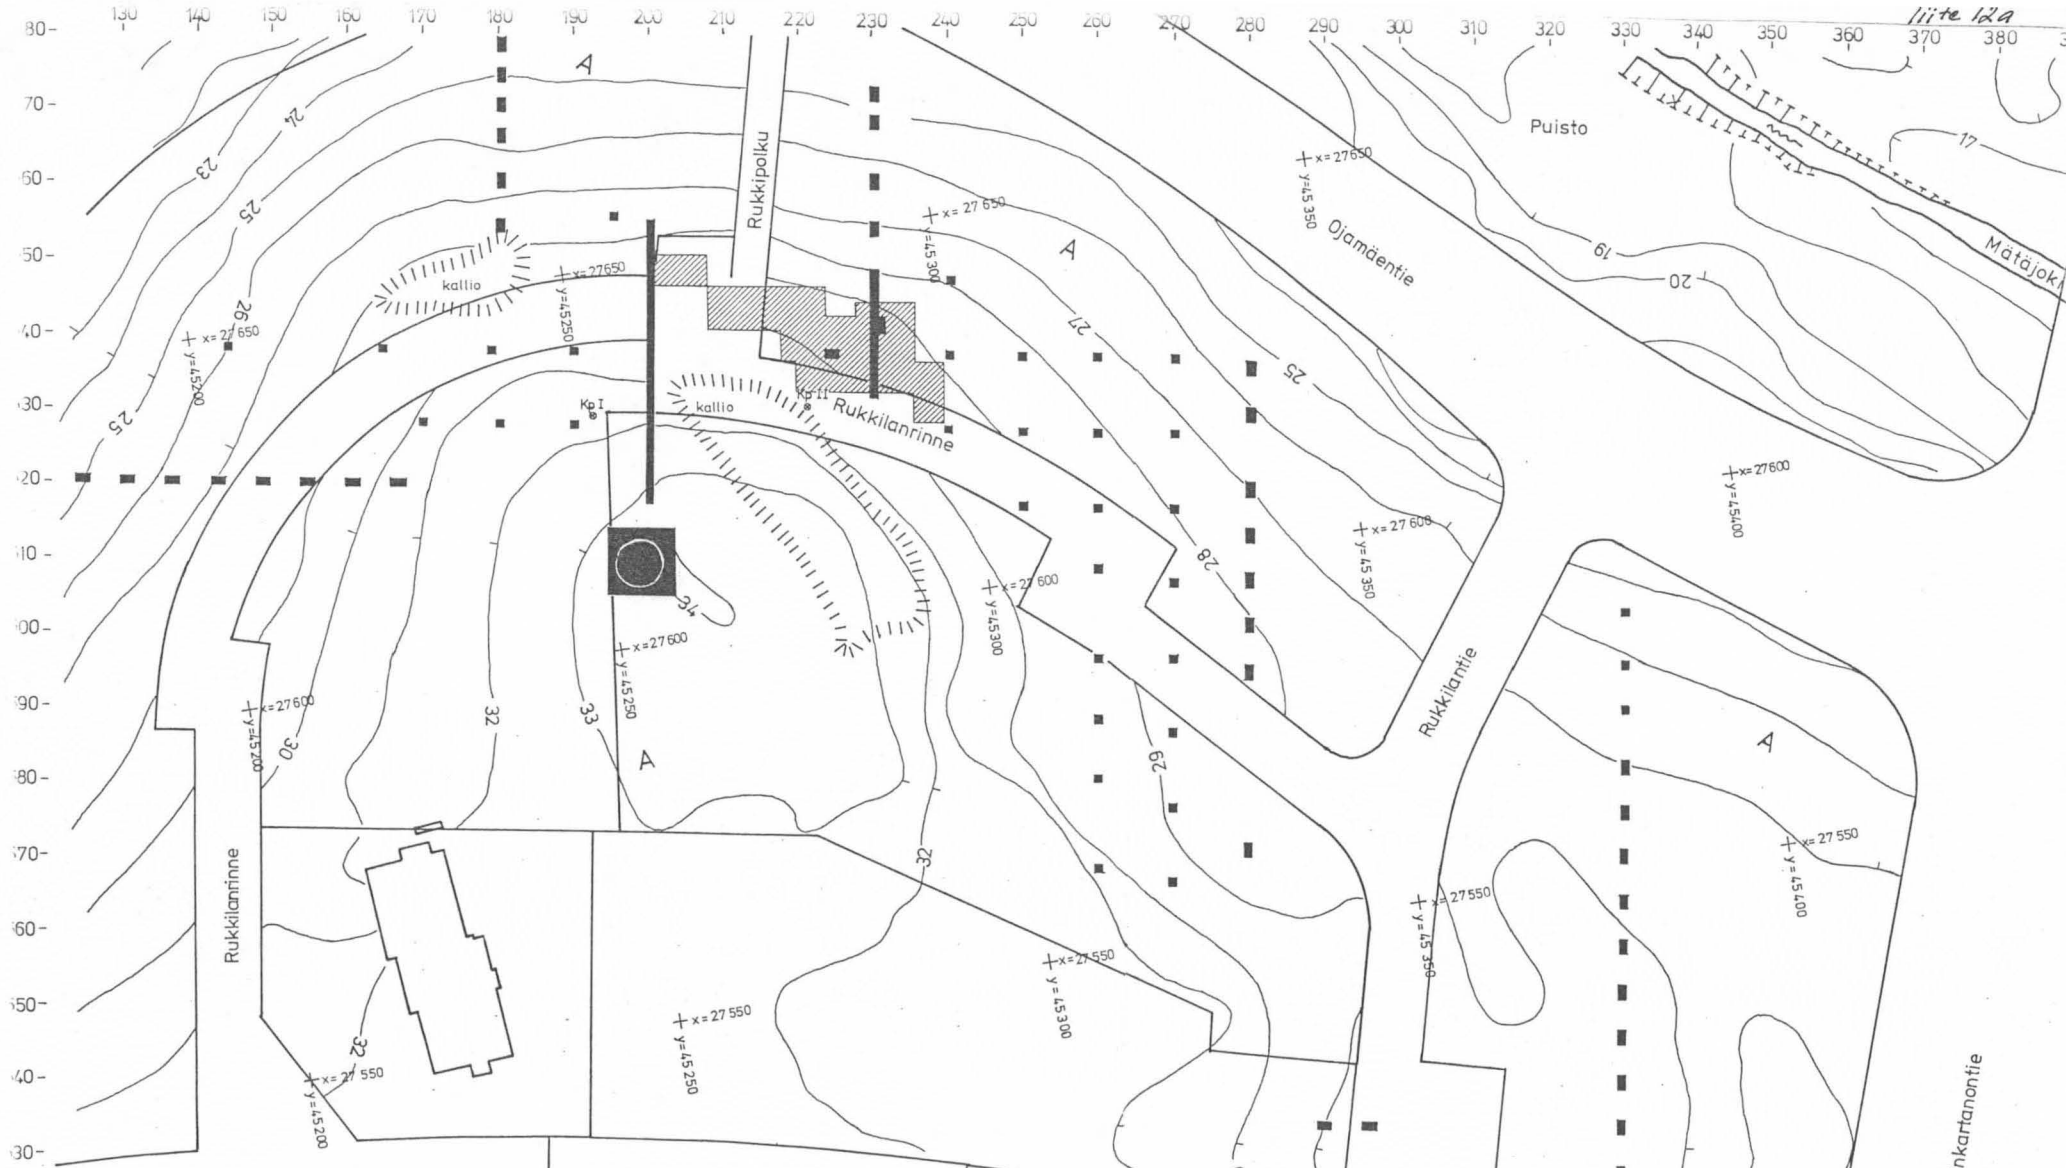 liite 12a
130 140 150 160 170 180 190 200 210 220 230 240 250 260 270 280 290 300 310 320 330 340 350 360 370 380
80
70
60
50
40
30
20
10
00
90
80
70
60
50
40
30
A
24
23
25
26
25
Rukkipolku
Puisto
17
x=27650
y=45350
x=27650
y=45300
A
Ojamäentie
19
20
Mätäjoki
kallio
x=27650
y=45250
x=27650
y=45200
27
25
Kp I
kallio
Kp II
Rukkilanrinne
x=27600
y=45400
x=27600
y=45350
28
34
x=27600
y=45300
x=27600
y=45250
x=27600
y=45200
30
32
33
A
Rukkilantie
29
A
32
x=27550
y=45400
x=27550
y=45350
Rukkilanrinne
x=27550
y=45300
x=27550
y=45250
32
x=27550
y=45200
nkartanontie